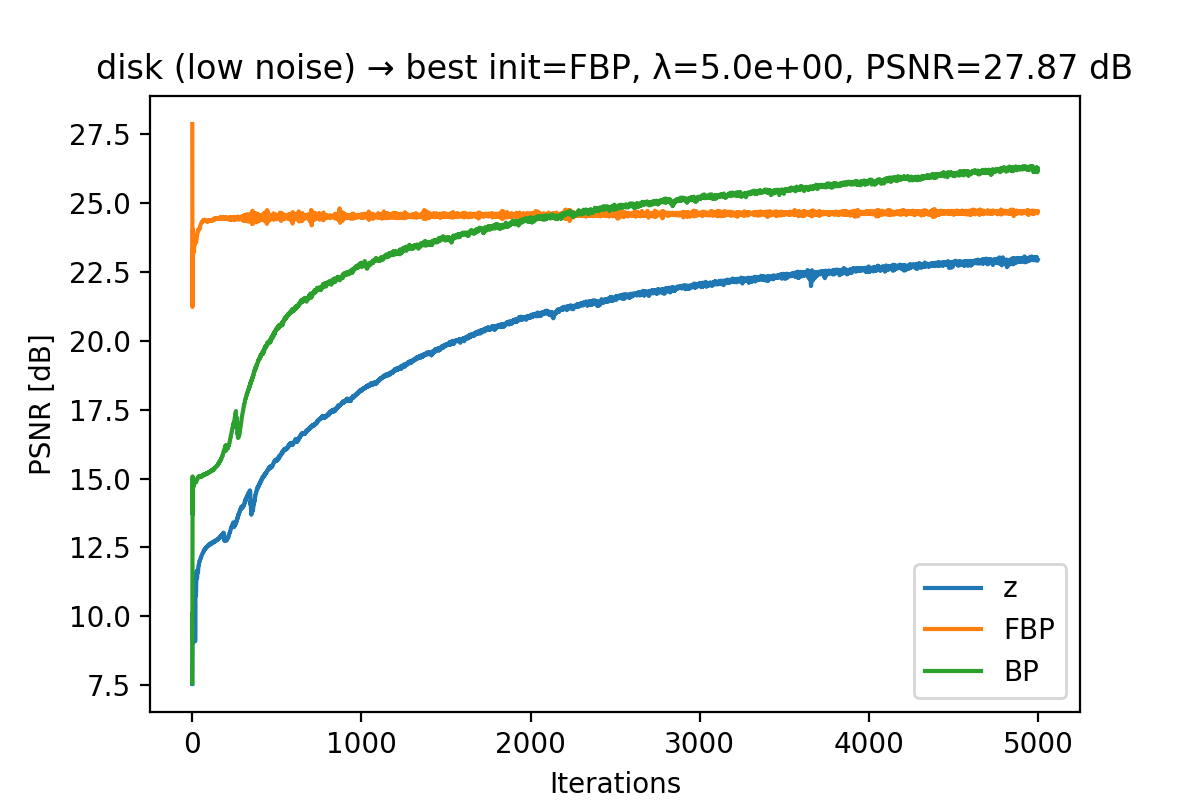 disk (low noise) → best init=FBP, λ=5.0e+00, PSNR=27.87 dB
27.5
25.0
22.5
20.0
17.5
15.0
12.5
10.0
7.5
PSNR [dB]
z
FBP
BP
0 1000 2000 3000 4000 5000
Iterations